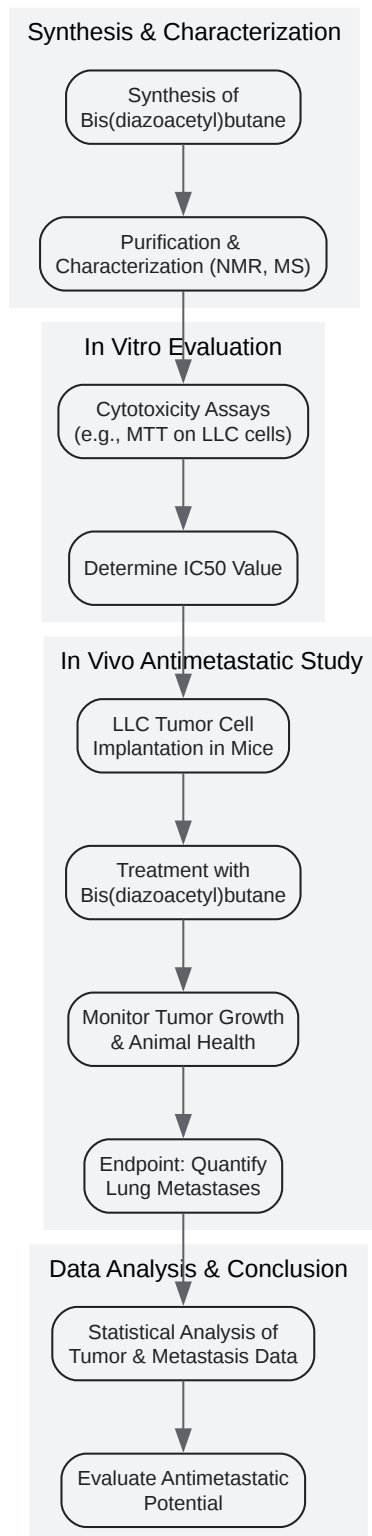 Synthesis & Characterization
Synthesis of
Bis(diazoacetyl)butane
Purification &
Characterization (NMR, MS)
In Vitro Evaluation
Cytotoxicity Assays
(e.g., MTT on LLC cells)
Determine IC50 Value
In Vivo Antimetastatic Study
LLC Tumor Cell
Implantation in Mice
Treatment with
Bis(diazoacetyl)butane
Monitor Tumor Growth
& Animal Health
Endpoint: Quantify
Lung Metastases
Data Analysis & Conclusion
Statistical Analysis of
Tumor & Metastasis Data
Evaluate Antimetastatic
Potential